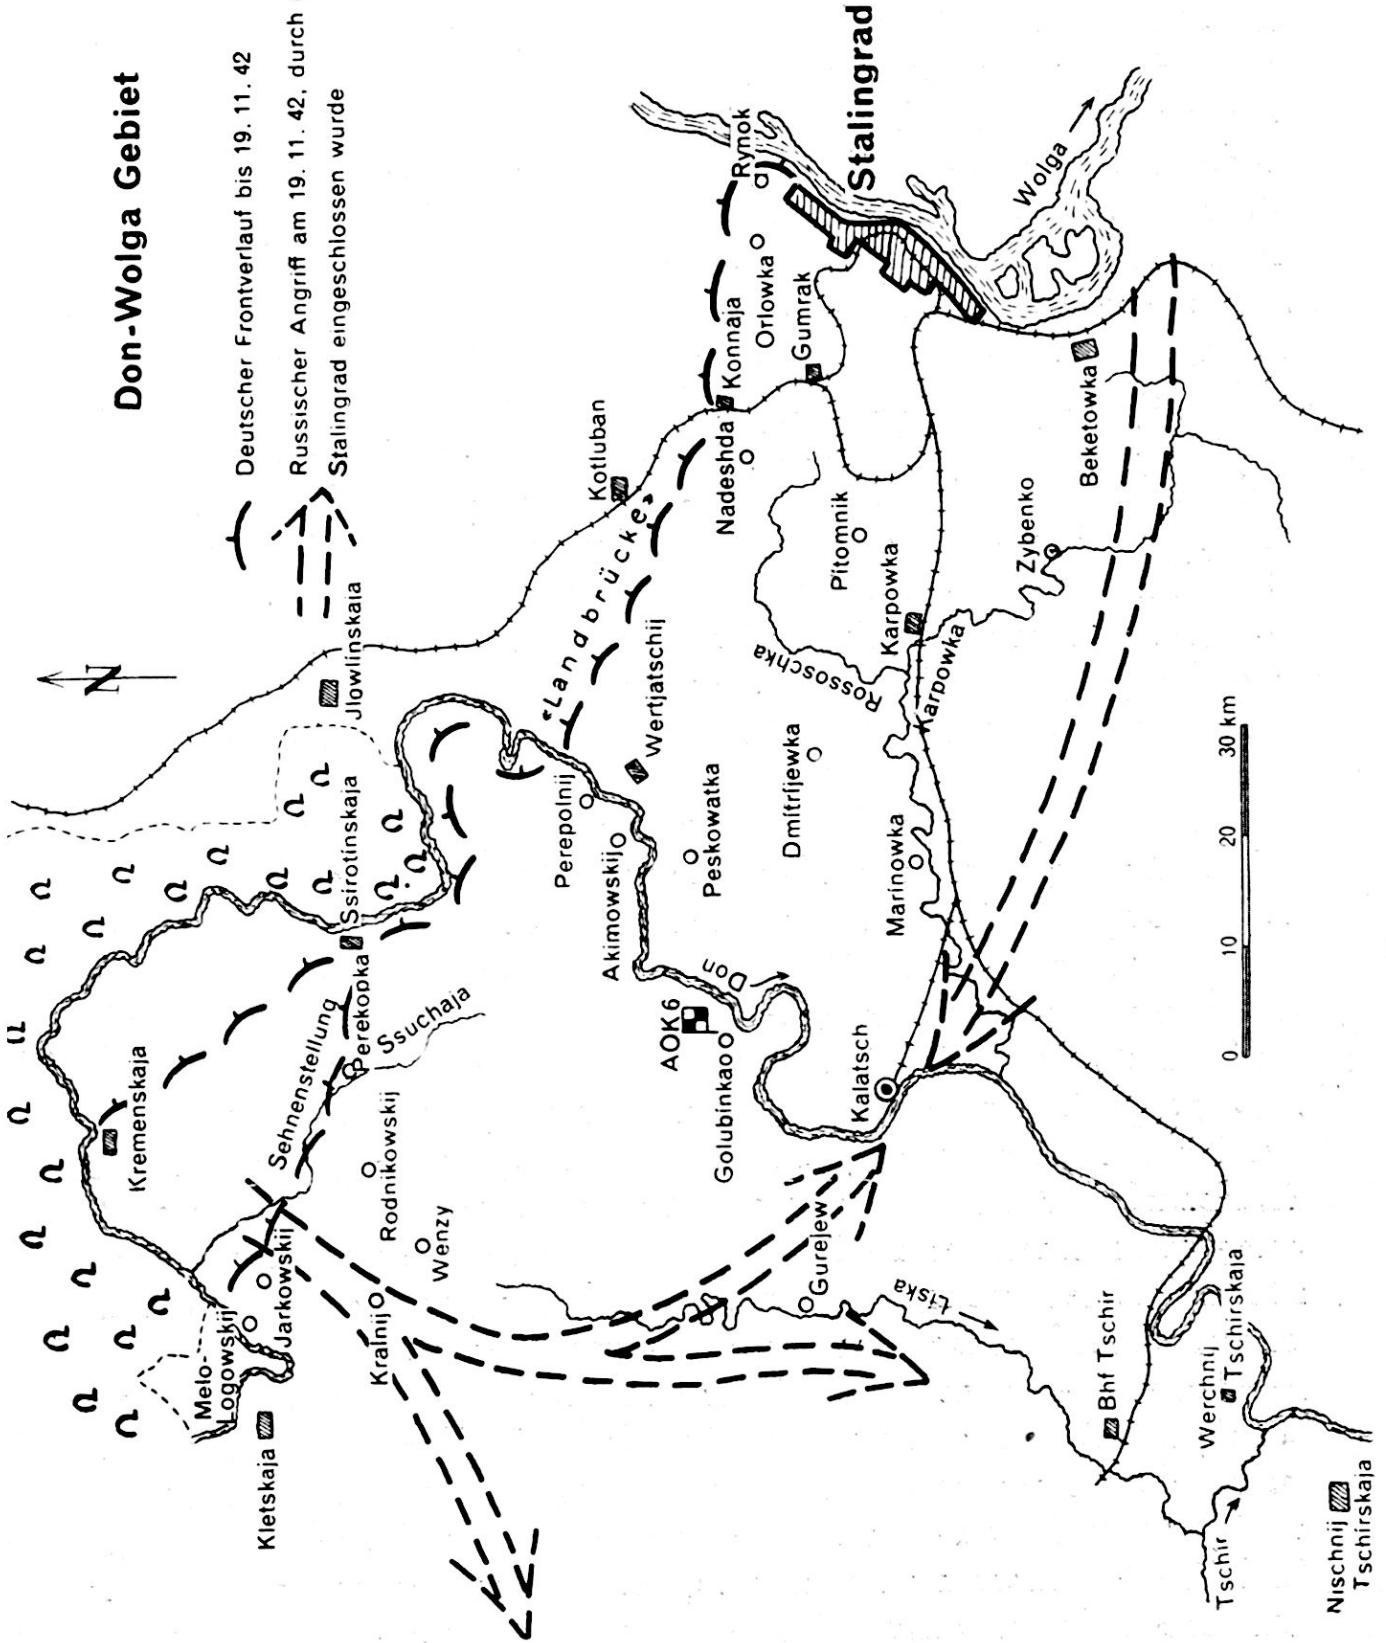 Don-Wolga Gebiet
Deutscher Frontverlauf bis 19. 11. 42
Russischer Angriff am 19. 11. 42, durch
Stalingrad eingeschlossen wurde
N
Jlowlinskaia
Kremenskaja
Ssirotinskaja
Sehnenstellung
Perekopka
Ssuchaja
Melo-
Logowskij
Jarkowskij
Kletskaja
Rodnikowskij
Wenzy
Kralnij
Kotluban
«Landbrücke»
Wertjatschij
Perepolnij
Akimowskij
Peskowatka
Konnaja
Nadeshda
Orlowka
Rynok
Gumrak
Stalingrad
Wolga
Pitomnik
Rossoschka
Karpowka
Karpowka
Dmitrijewka
Marinowka
Zybenko
Beketowka
AOK 6
Don
Golubinkao
Kalatsch
Gurejew
Liska
Bhf Tschir
Werchnij
Tschirskaja
Tschir
Nischnij
Tschirskaja
0 10 20 30 km